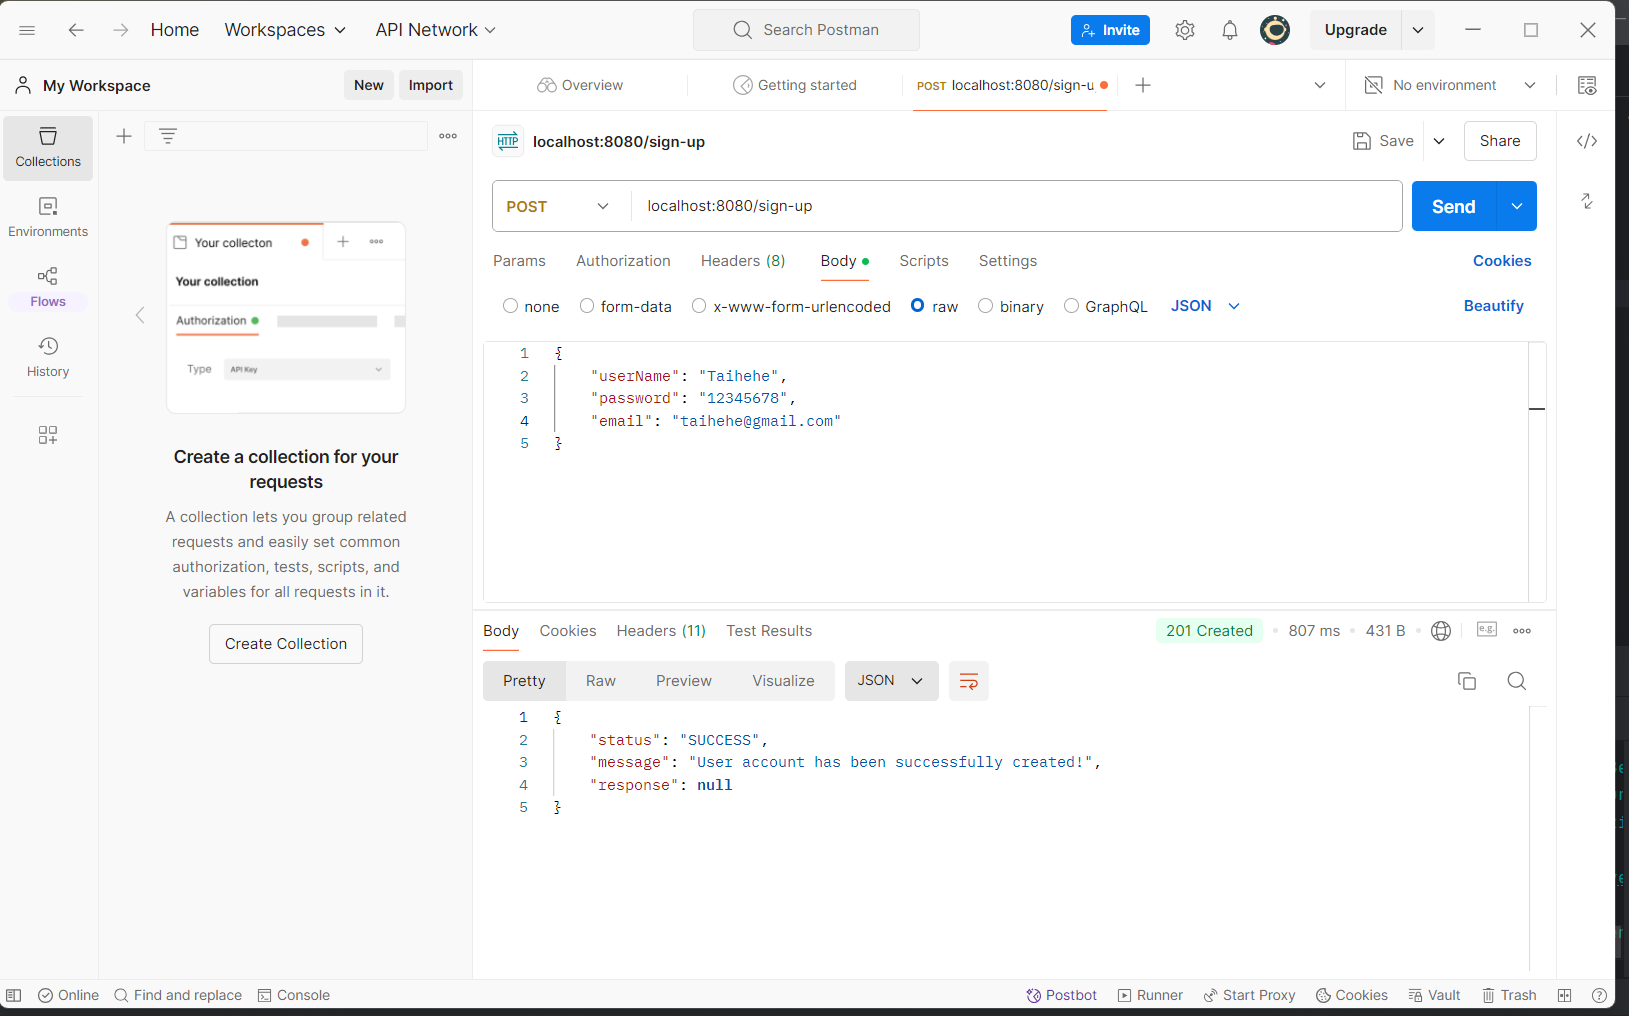 Home
Workspaces
API Network
Search Postman
Invite
Upgrade
My Workspace
New
Import
Overview
Getting started
POST localhost:8080/sign-u
No environment
Collections
Environments
Flows
History
Your collecton
Your collection
Authorization
Type
API Key
Create a collection for your
requests
A collection lets you group related
requests and easily set common
authorization, tests, scripts, and
variables for all requests in it.
Create Collection
HTTP localhost:8080/sign-up
Save
Share
POST
localhost:8080/sign-up
Send
Params
Authorization
Headers (8)
Body
Scripts
Settings
Cookies
none
form-data
x-www-form-urlencoded
raw
binary
GraphQL
JSON
Beautify
1 {
2 "userName": "Taihehe",
3 "password": "12345678",
4 "email": "taihehe@gmail.com"
5 }
Body
Cookies
Headers (11)
Test Results
201 Created
807 ms
431 B
e.g.
Pretty
Raw
Preview
Visualize
JSON
1 {
2 "status": "SUCCESS",
3 "message": "User account has been successfully created!",
4 "response": null
5 }
Online
Find and replace
Console
Postbot
Runner
Start Proxy
Cookies
Vault
Trash